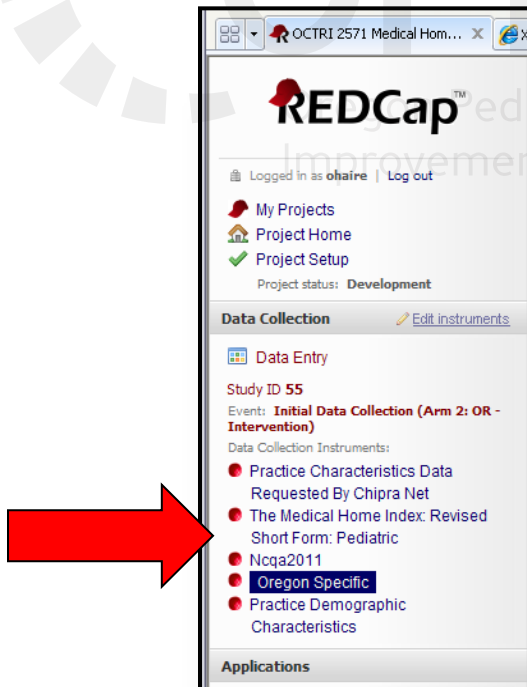 OCTRI 2571 Medical Hom...
REDCap™
Logged in as ohaire | Log out
My Projects
Project Home
Project Setup
Project status: Development
Data Collection Edit instruments
Data Entry
Study ID 55
Event: Initial Data Collection (Arm 2: OR -
Intervention)
Data Collection Instruments:
Practice Characteristics Data
Requested By Chipra Net
The Medical Home Index: Revised
Short Form: Pediatric
Ncqa2011
Oregon Specific
Practice Demographic
Characteristics
Applications